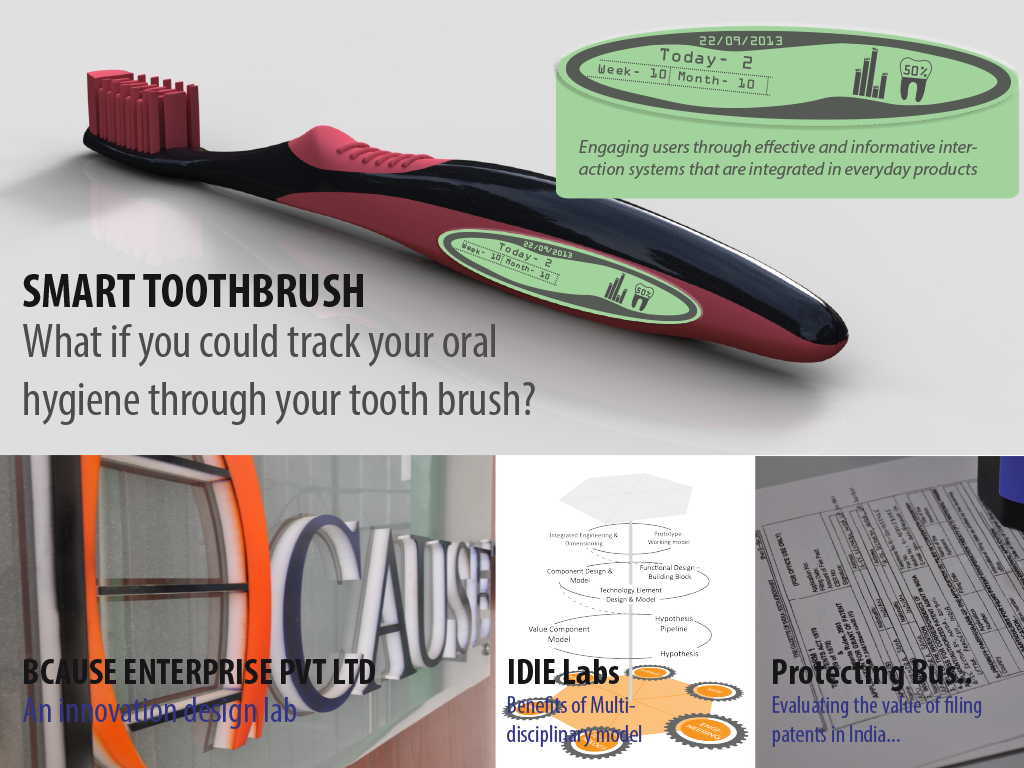 22/09/2013
Today- 2
Week- 10 Month- 10
50%
Engaging users through effective and informative inter-
action systems that are integrated in everyday products
22/09/2013
Today- 2
Week- 10 Month- 10
50%
SMART TOOTHBRUSH
What if you could track your oral
hygiene through your tooth brush?
CAUSE
BCAUSE ENTERPRISE PVT LTD
An innovation design lab
Integrated Engineering &
Dimensioning
Prototype-
Working model
Component Design &
Model
Functional Design -
Building Block
Technology Element
Design & Model
Value Component
Model
Hypothesis
Pipeline
Hypothesis
ENGI-
NEERING
IDIE Labs
Benefits of Multi-
disciplinary model
Protecting Bus..
Evaluating the value of filing
patents in India...